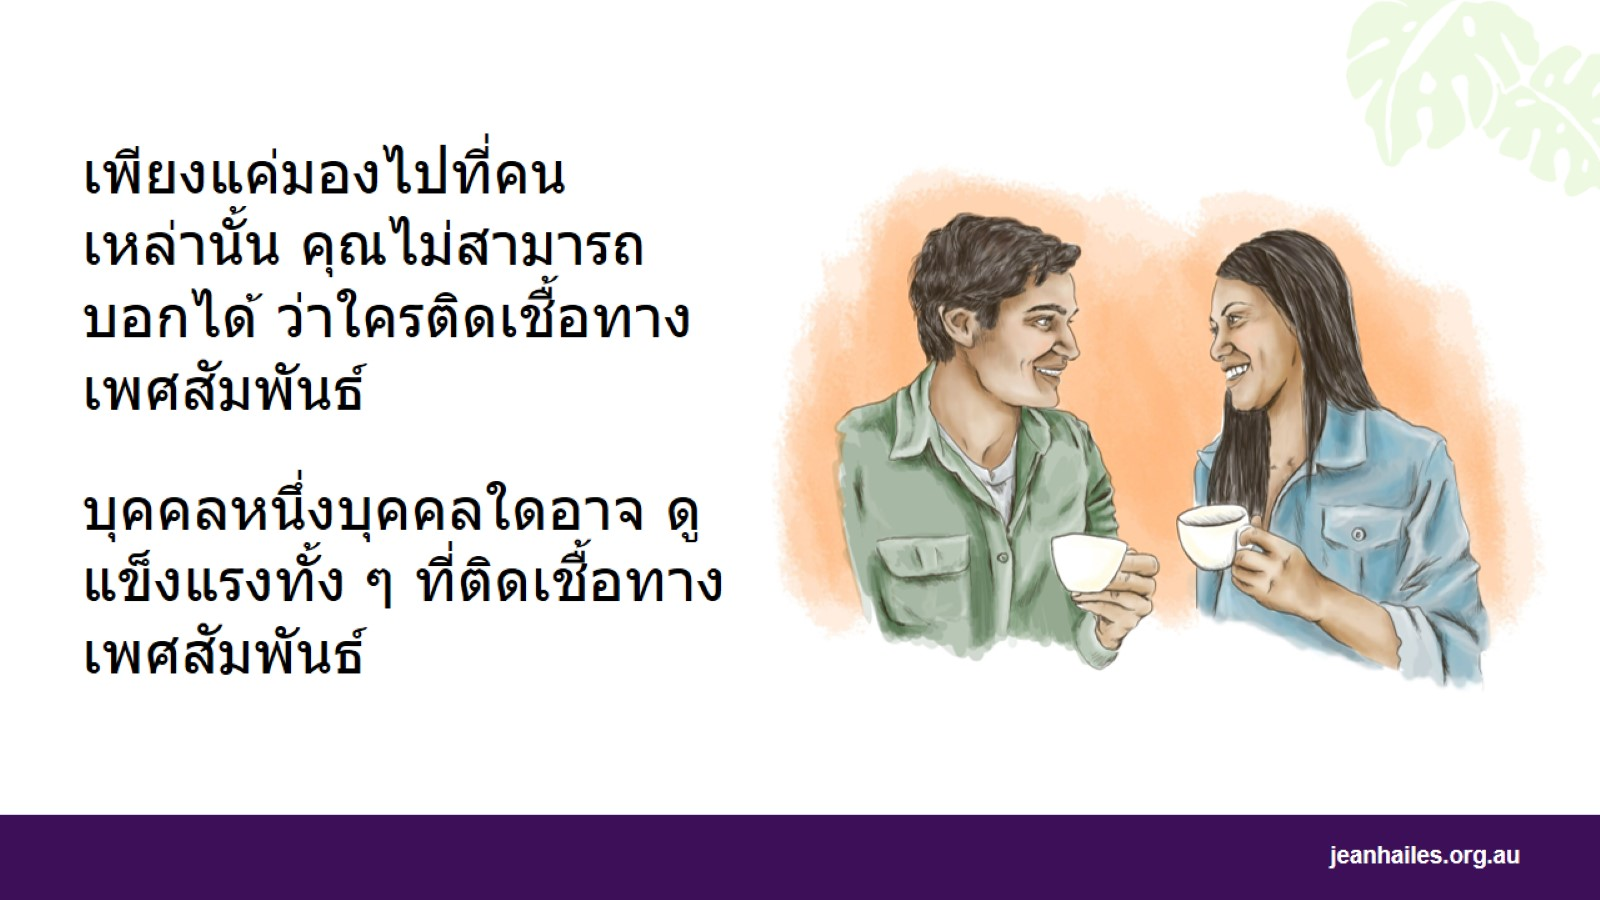 เพียงแค่มองไปที่คน
เหล่านั้น คุณไม่สามารถ
บอกได้ ว่าใครติดเชื้อทาง
เพศสัมพันธ์
บุคคลหนึ่งบุคคลใดอาจ ดู
แข็งแรงทั้ง ๆ ที่ติดเชื้อทาง
เพศสัมพันธ์
jeanhailes.org.au